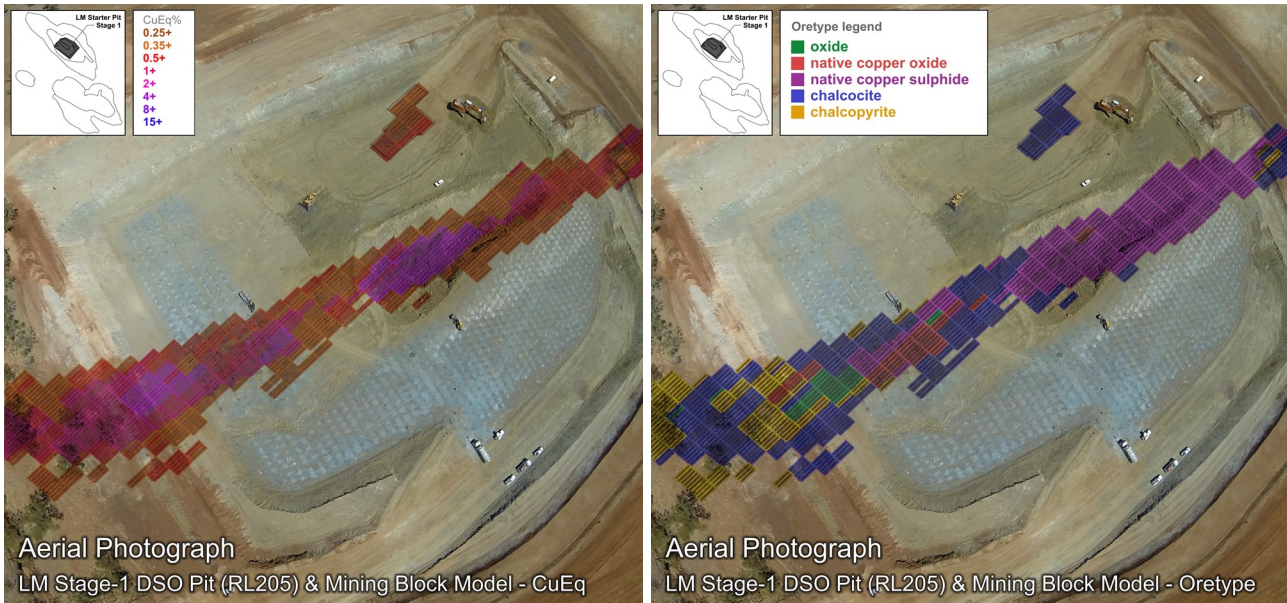 LM Starter Pit
Stage 1
CuEq%
0.25+
0.35+
0.5+
1+
2+
4+
8+
15+
Aerial Photograph
LM Stage-1 DSO Pit (RL205) & Mining Block Model - CuEq
LM Starter Pit
Stage 1
Oretype legend
oxide
native copper oxide
native copper sulphide
chalcocite
chalcopyrite
Aerial Photograph
LM Stage-1 DSO Pit (RL205) & Mining Block Model - Oretype